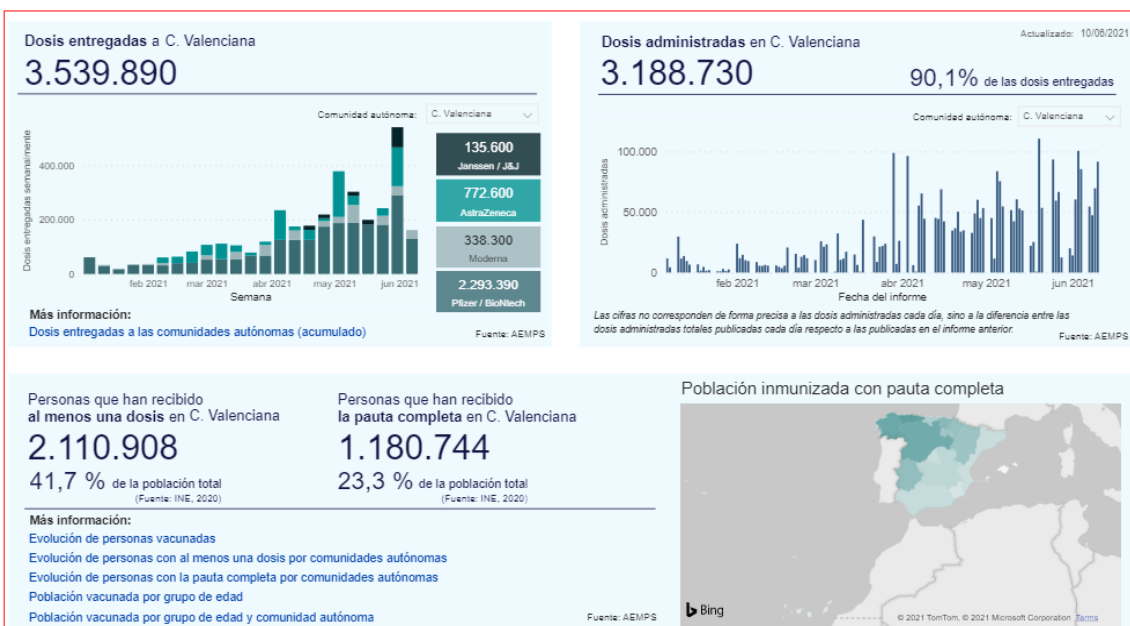 Dosis entregadas a C. Valenciana
3.539.890
Comunidad autónoma: C. Valenciana
Dosis entregadas semanalmente
400.000
200.000
0
feb 2021 mar 2021 abr 2021 may 2021 jun 2021
Semana
135.600
Janssen / J&J
772.600
AstraZeneca
338.300
Moderna
2.293.390
Pfizer / BioNtech
Más información:
Dosis entregadas a las comunidades autónomas (acumulado)
Fuente: AEMPS
Actualizado: 10/06/2021
Dosis administradas en C. Valenciana
3.188.730
90,1% de las dosis entregadas
Comunidad autónoma: C. Valenciana
Dosis administradas
100.000
50.000
0
feb 2021 mar 2021 abr 2021 may 2021 jun 2021
Fecha del informe
Las cifras no corresponden de forma precisa a las dosis administradas cada día, sino a la diferencia entre las
dosis administradas totales publicadas cada día respecto a las publicadas en el informe anterior.
Fuente: AEMPS
Personas que han recibido
al menos una dosis en C. Valenciana
2.110.908
41,7 % de la población total
(Fuente: INE, 2020)
Personas que han recibido
la pauta completa en C. Valenciana
1.180.744
23,3 % de la población total
(Fuente: INE, 2020)
Más información:
Evolución de personas vacunadas
Evolución de personas con al menos una dosis por comunidades autónomas
Evolución de personas con la pauta completa por comunidades autónomas
Población vacunada por grupo de edad
Población vacunada por grupo de edad y comunidad autónoma
Fuente: AEMPS
Población inmunizada con pauta completa
Bing
© 2021 TomTom, © 2021 Microsoft Corporation Terms